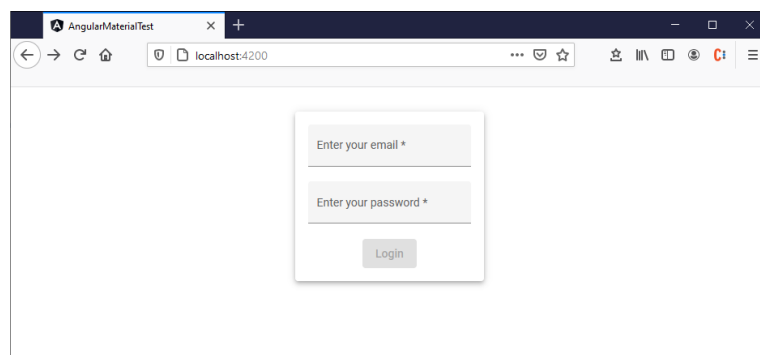 AngularMaterialTest
localhost:4200
Enter your email *
Enter your password *
Login